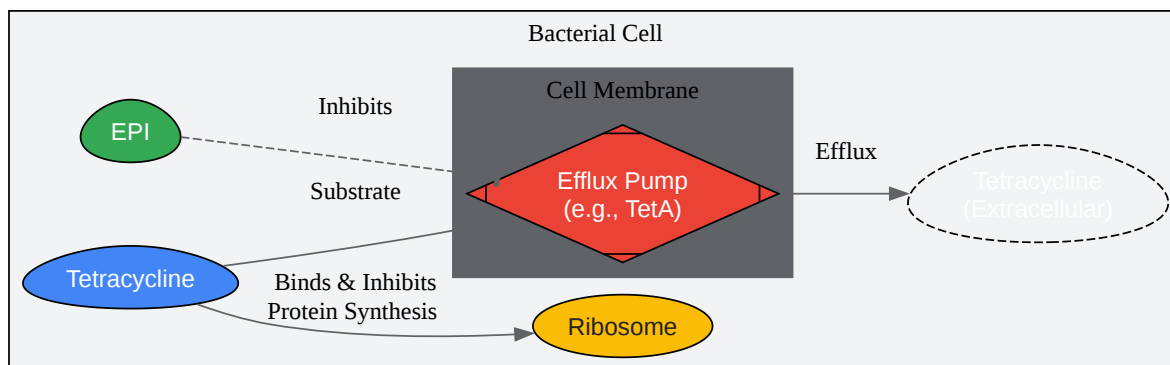 Bacterial Cell
Cell Membrane
Inhibits
EPI
Efflux
Substrate
Efflux Pump
(e.g., TetA)
Tetracycline
(Extracellular)
Tetracycline
Binds & Inhibits
Protein Synthesis
Ribosome